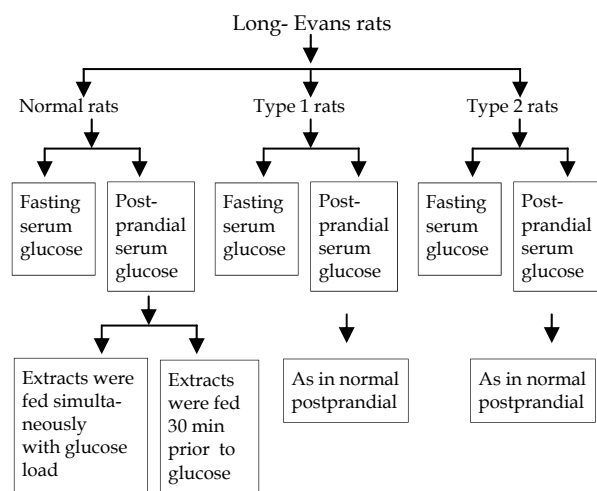 Long- Evans rats
Normal rats
Type 1 rats
Type 2 rats
Fasting
serum
glucose
Post-
prandial
serum
glucose
Fasting
serum
glucose
Post-
prandial
serum
glucose
Fasting
serum
glucose
Post-
prandial
serum
glucose
Extracts were
fed simulta-
neously
with glucose
load
Extracts
were fed
30 min
prior to
glucose
As in normal
postprandial
As in normal
postprandial